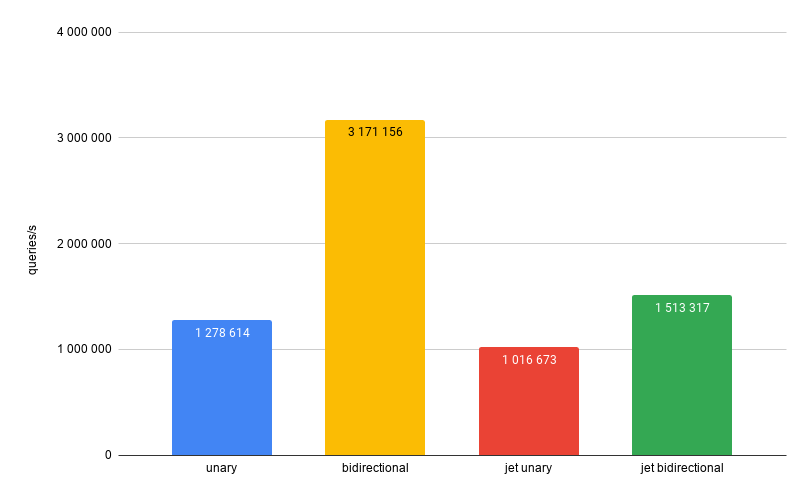 4 000 000
3 000 000
2 000 000
1 000 000
0
queries/s
1 278 614
3 171 156
1 016 673
1 513 317
unary
bidirectional
jet unary
jet bidirectional